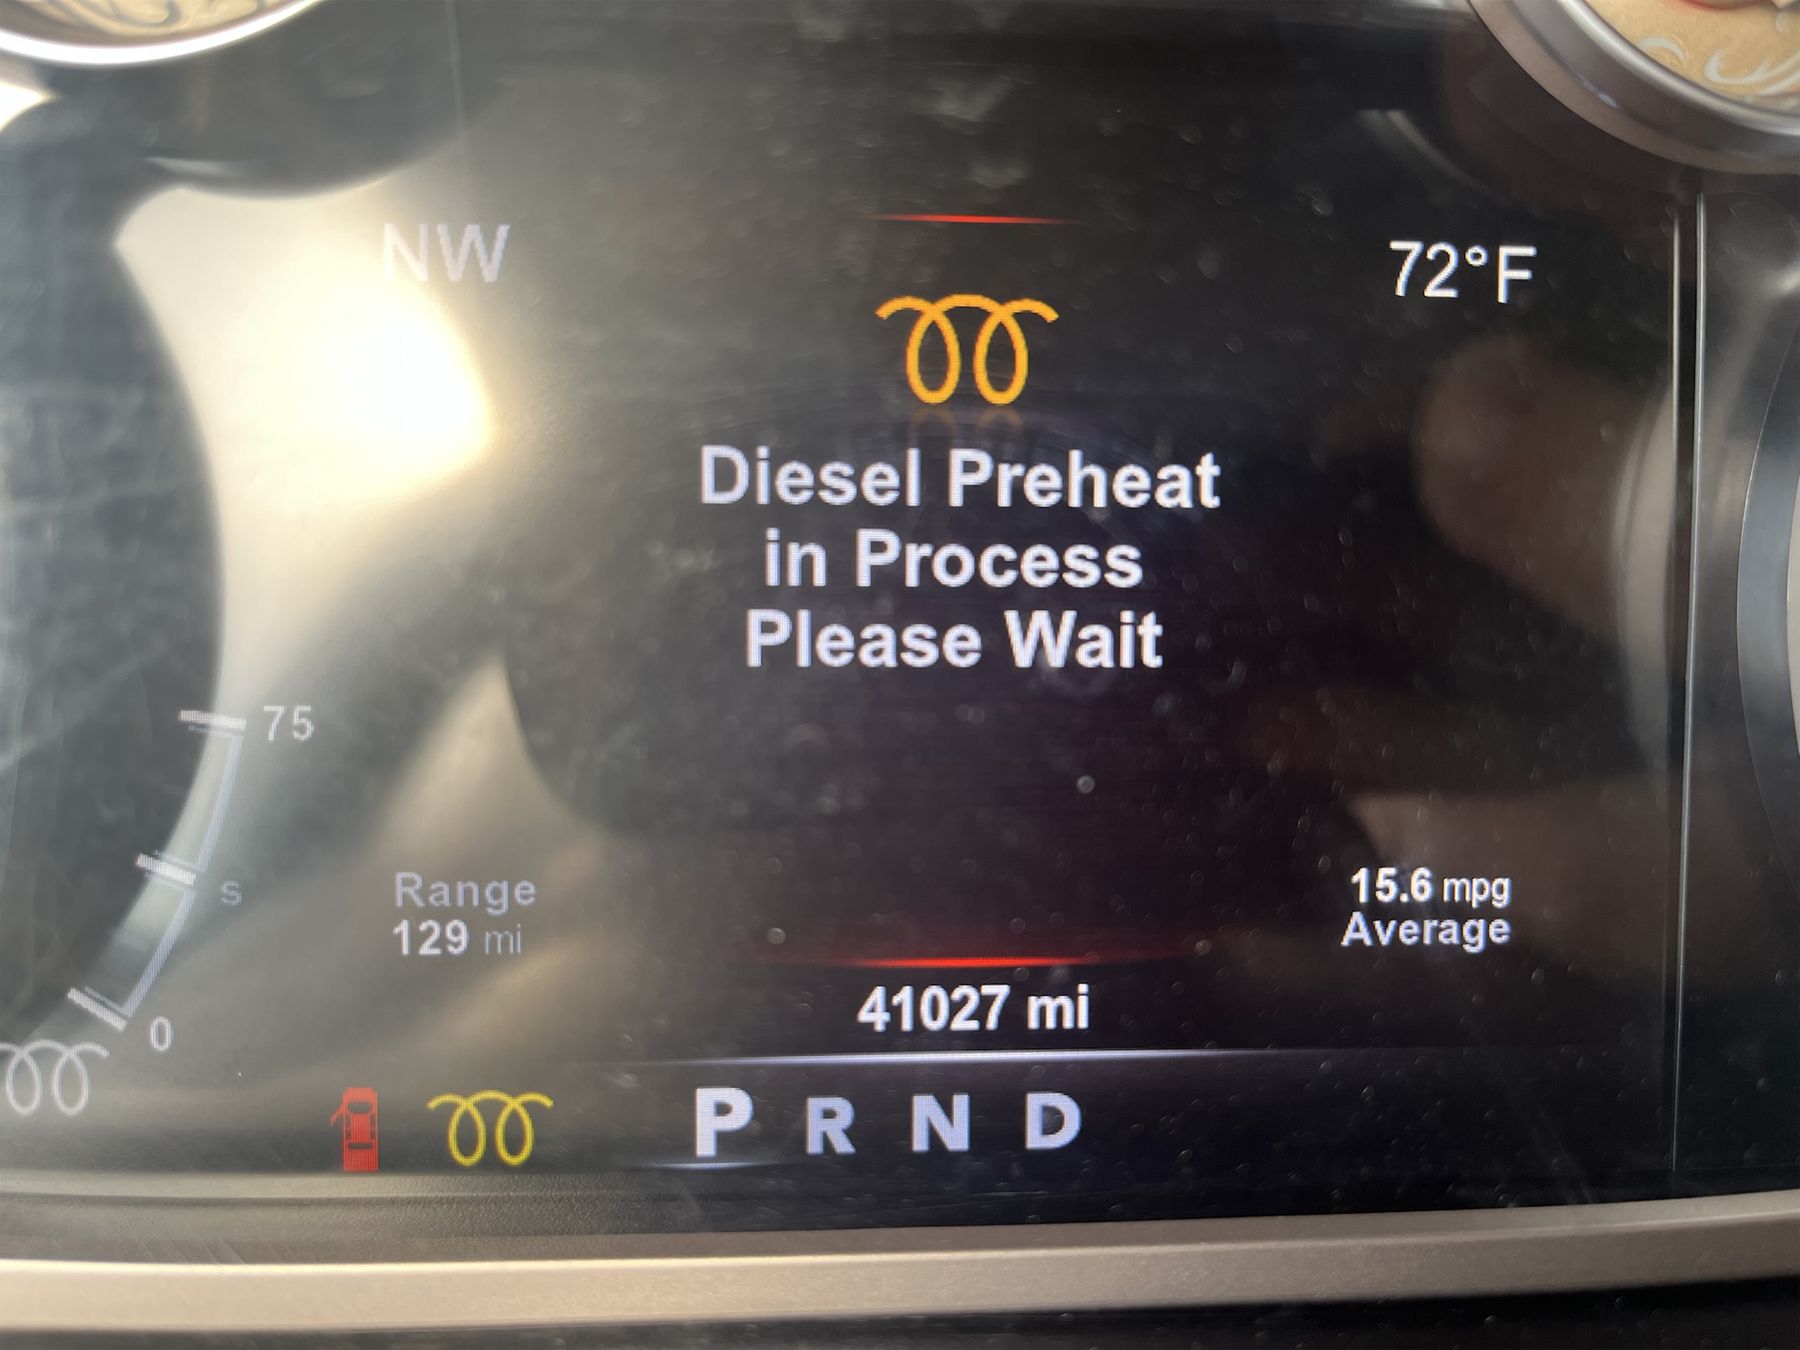 NW
72°F
Diesel Preheat
in Process
Please Wait
75
S
Range
129 mi
15.6 mpg
Average
0
41027 mi
P R N D